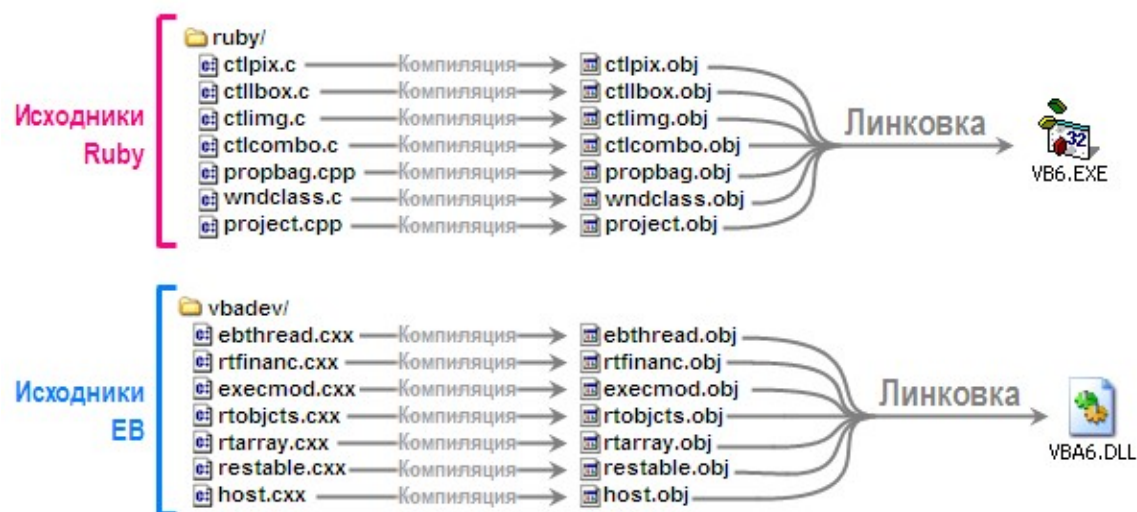 ruby/
ctlpix.c Компиляция ctlpix.obj
ctllbox.c Компиляция ctllbox.obj
ctlimg.c Компиляция ctlimg.obj
ctlcombo.c Компиляция ctlcombo.obj
propbag.cpp Компиляция propbag.obj
wndclass.c Компиляция wndclass.obj
project.cpp Компиляция project.obj
Исходники
Ruby
Линковка
32
VB6.EXE
vbadev/
ebthread.cxx Компиляция ebthread.obj
rtfinanc.cxx Компиляция rtfinanc.obj
execmod.cxx Компиляция execmod.obj
rtobjcts.cxx Компиляция rtobjcts.obj
rtarray.cxx Компиляция rtarray.obj
restable.cxx Компиляция restable.obj
host.cxx Компиляция host.obj
Исходники
EB
Линковка
VBA6.DLL